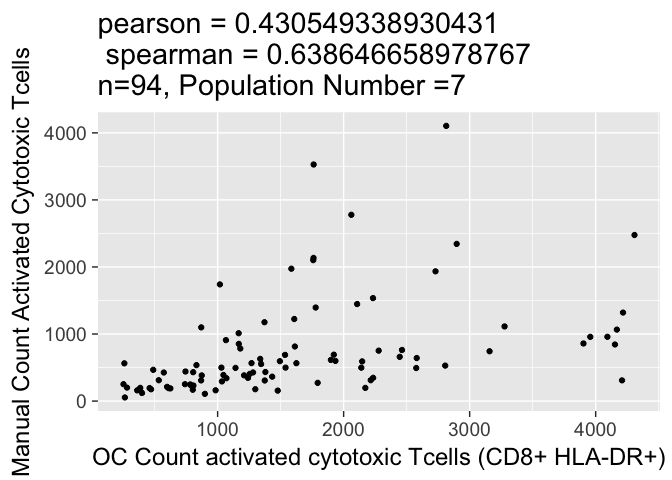 pearson = 0.430549338930431
spearman = 0.638646658978767
n=94, Population Number =7
Manual Count Activated Cytotoxic Tcells
4000
3000
2000
1000
0
1000
2000
3000
4000
OC Count activated cytotoxic Tcells (CD8+ HLA-DR+)